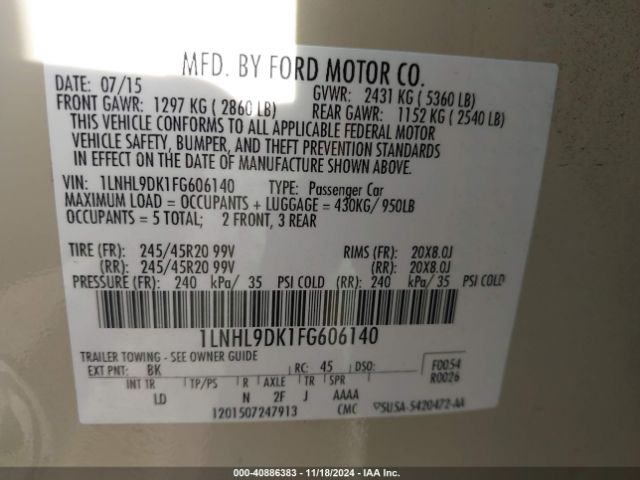 MFD. BY FORD MOTOR CO.
DATE: 07/15 GVWR: 2431 KG ( 5360 LB)
FRONT GAWR: 1297 KG ( 2860 LB) REAR GAWR: 1152 KG ( 2540 LB)
THIS VEHICLE CONFORMS TO ALL APPLICABLE FEDERAL MOTOR
VEHICLE SAFETY, BUMPER, AND THEFT PREVENTION STANDARDS
IN EFFECT ON THE DATE OF MANUFACTURE SHOWN ABOVE.
VIN: 1LNHL9DK1FG606140 TYPE: Passenger Car
MAXIMUM LOAD = OCCUPANTS + LUGGAGE = 430KG/ 950LB
OCCUPANTS = 5 TOTAL; 2 FRONT, 3 REAR
TIRE (FR): 245/45R20 99V RIMS (FR): 20X8.0J
(RR): 245/45R20 99V (RR): 20X8.0J
PRESSURE (FR): 240 kPa/ 35 PSI COLD (RR): 240 kPa/ 35 PSI COLD
1LNHL9DK1FG606140
TRAILER TOWING - SEE OWNER GUIDE
EXT PNT: BK RC: 45 DSO: F0054
R0026
INT TR TP/PS R AXLE TR SPR
LD N 2F J AAAA
1201507247913 CMC 5U5A-5420472-AA
000-40886383 - 11/18/2024 - IAA Inc.